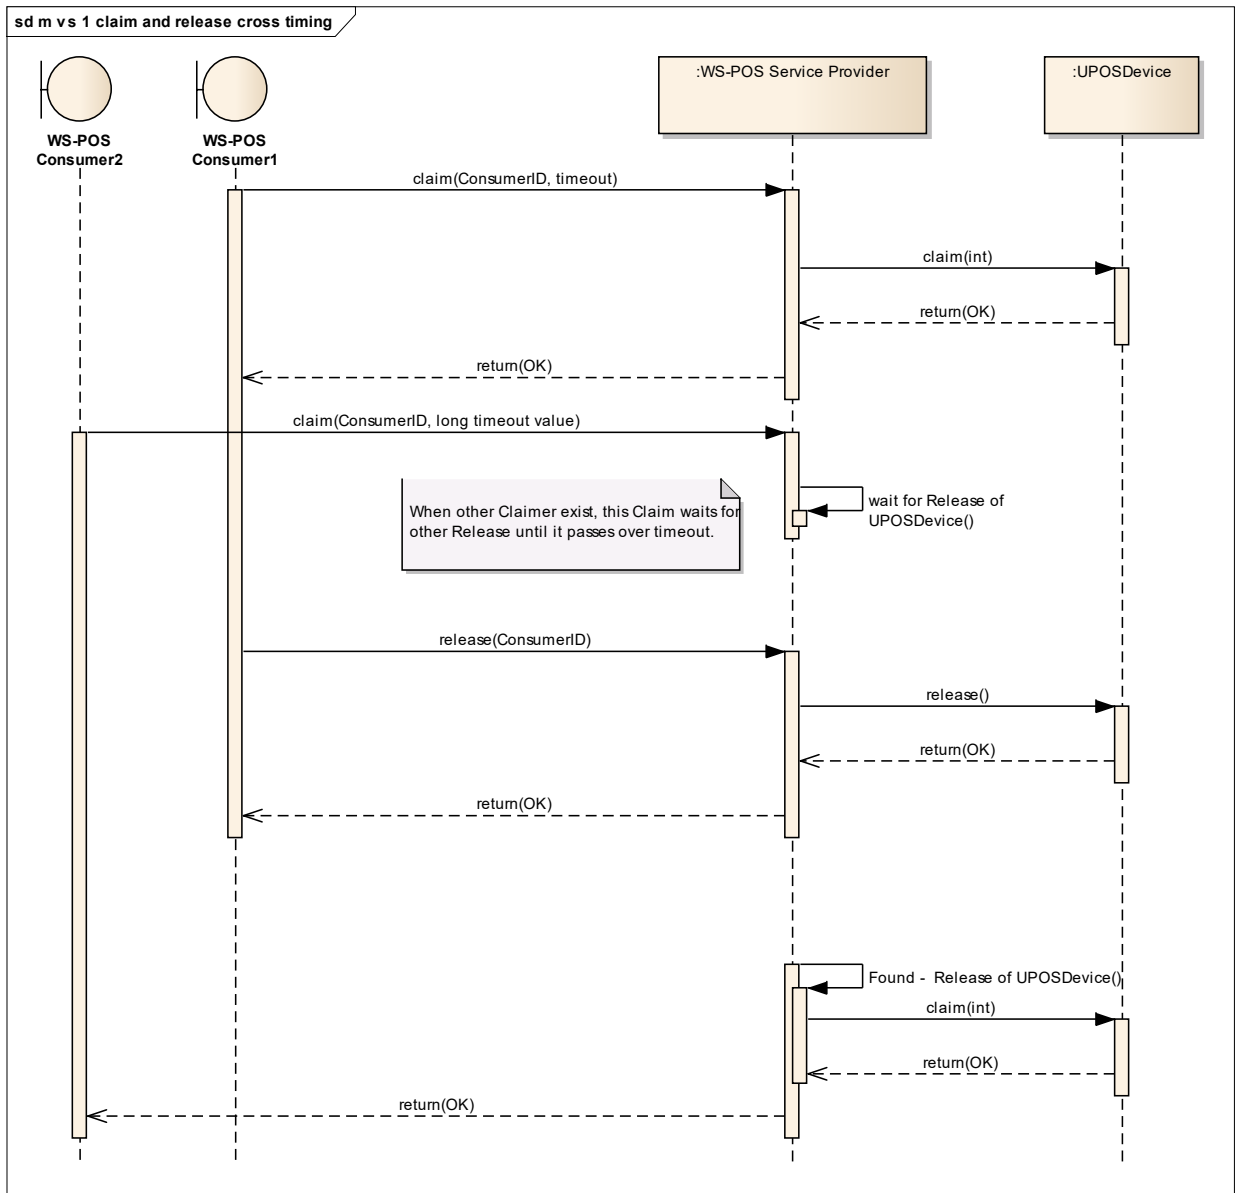 sd m v s 1 claim and release cross timing
:WS-POS Service Provider
:UPOSDevice
WS-POS
Consumer2
WS-POS
Consumer1
claim(ConsumerID, timeout)
claim(int)
return(OK)
return(OK)
claim(ConsumerID, long timeout value)
wait for Release of
UPOSDevice()
When other Claimer exist, this Claim waits for
other Release until it passes over timeout.
release(ConsumerID)
release()
return(OK)
return(OK)
Found - Release of UPOSDevice()
claim(int)
return(OK)
return(OK)